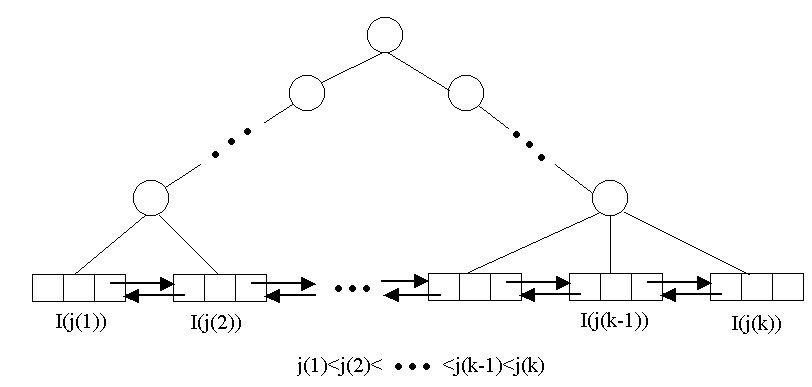 I(j(1))
I(j(2))
I(j(k-1))
I(j(k))
j(1)<j(2)< ••• <j(k-1)<j(k)